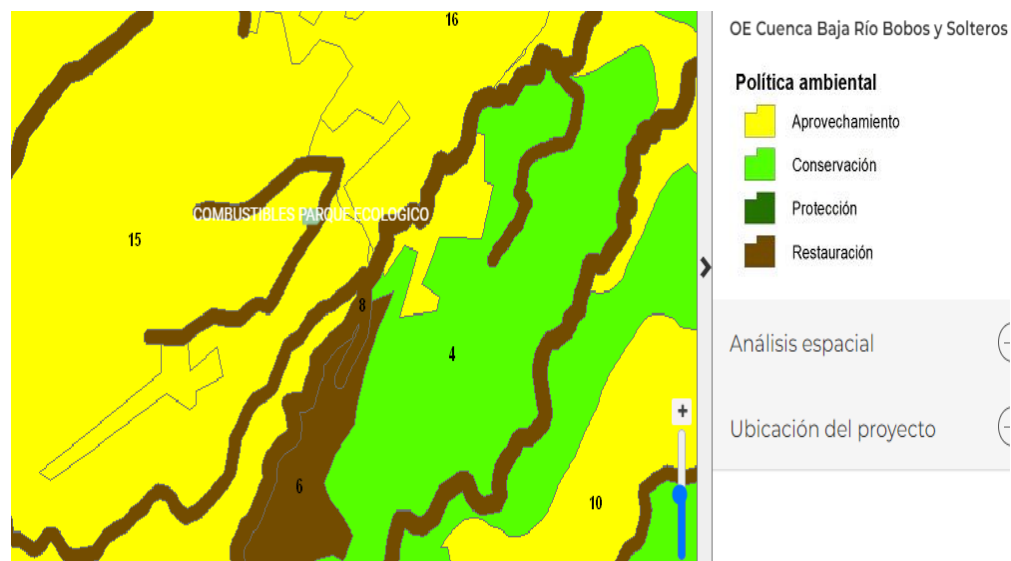 16
COMBUSTIBLES PARQUE ECOLOGICO
15
8
4
6
10
+
OE Cuenca Baja Río Bobos y Solteros
Política ambiental
Aprovechamiento
Conservación
Protección
Restauración
Análisis espacial
Ubicación del proyecto